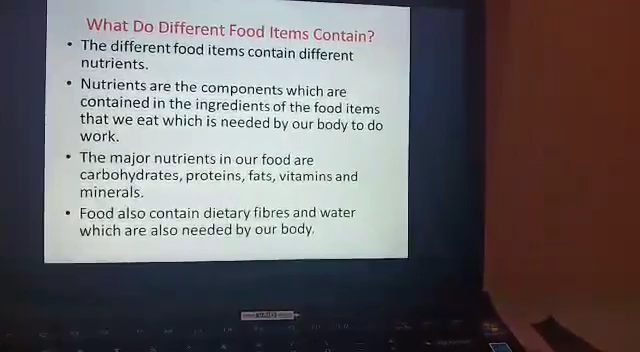 What Do Different Food Items Contain?
• The different food items contain different
nutrients.
• Nutrients are the components which are
contained in the ingredients of the food items
that we eat which is needed by our body to do
work.
• The major nutrients in our food are
carbohydrates, proteins, fats, vitamins and
minerals.
• Food also contain dietary fibres and water
which are also needed by our body.